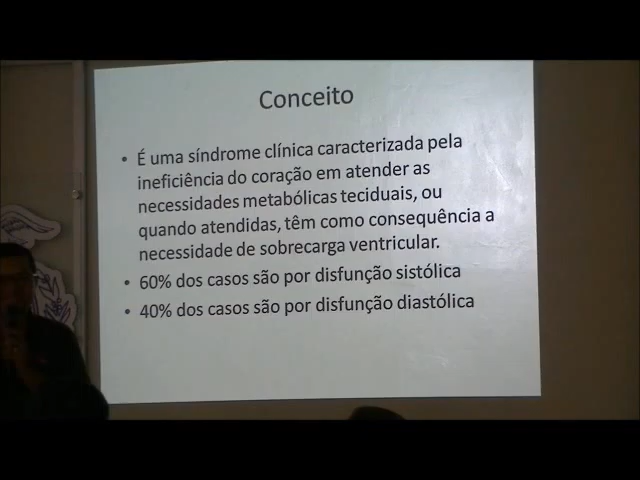 Conceito
• É uma síndrome clínica caracterizada pela
ineficiência do coração em atender as
necessidades metabólicas teciduais, ou
quando atendidas, têm como consequência a
necessidade de sobrecarga ventricular.
• 60% dos casos são por disfunção sistólica
• 40% dos casos são por disfunção diastólica